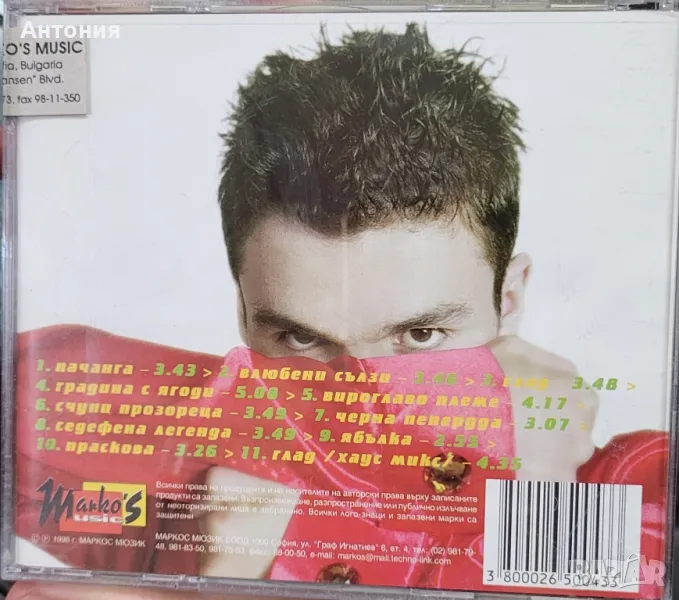 Антония
KO'S MUSIC
fia, Bulgaria
ansen" Blvd.
73, fax 98-11-350
1. пачанга – 3.43 > 2. влюбени сълзи – 3.46 > 3. глад – 3.48 >
4. градина с ягоди – 5.00 > 5. вироглаво племе – 4.17 >
6. счупи прозореца – 3.49 > 7. черна пеперуда – 3.07 >
8. седефена легенда – 3.49 > 9. ябълка – 2.55 >
10. праскова – 3.26 > 11. глад /хаус микс/ – 4.35
Marko's
music
Всички права на продуцента и на носителите на авторски права върху записаните
продукти са запазени. Възпроизвеждане, разпространение или публично излъчване
от неоторизирани лица е забранено. Всички лого-знаци и запазени марки са
защитени
© ℗ 1998 г. МАРКОС МЮЗИК
МАРКОС МЮЗИК ЕООД 1000 София, ул. "Граф Игнатиев" 6, ет. 4, тел. (02) 981-79-
49, 981-83-50, 981-75-53, 88-00-50, e-mail: markos@mail.techno-link.com
3 800026 500433